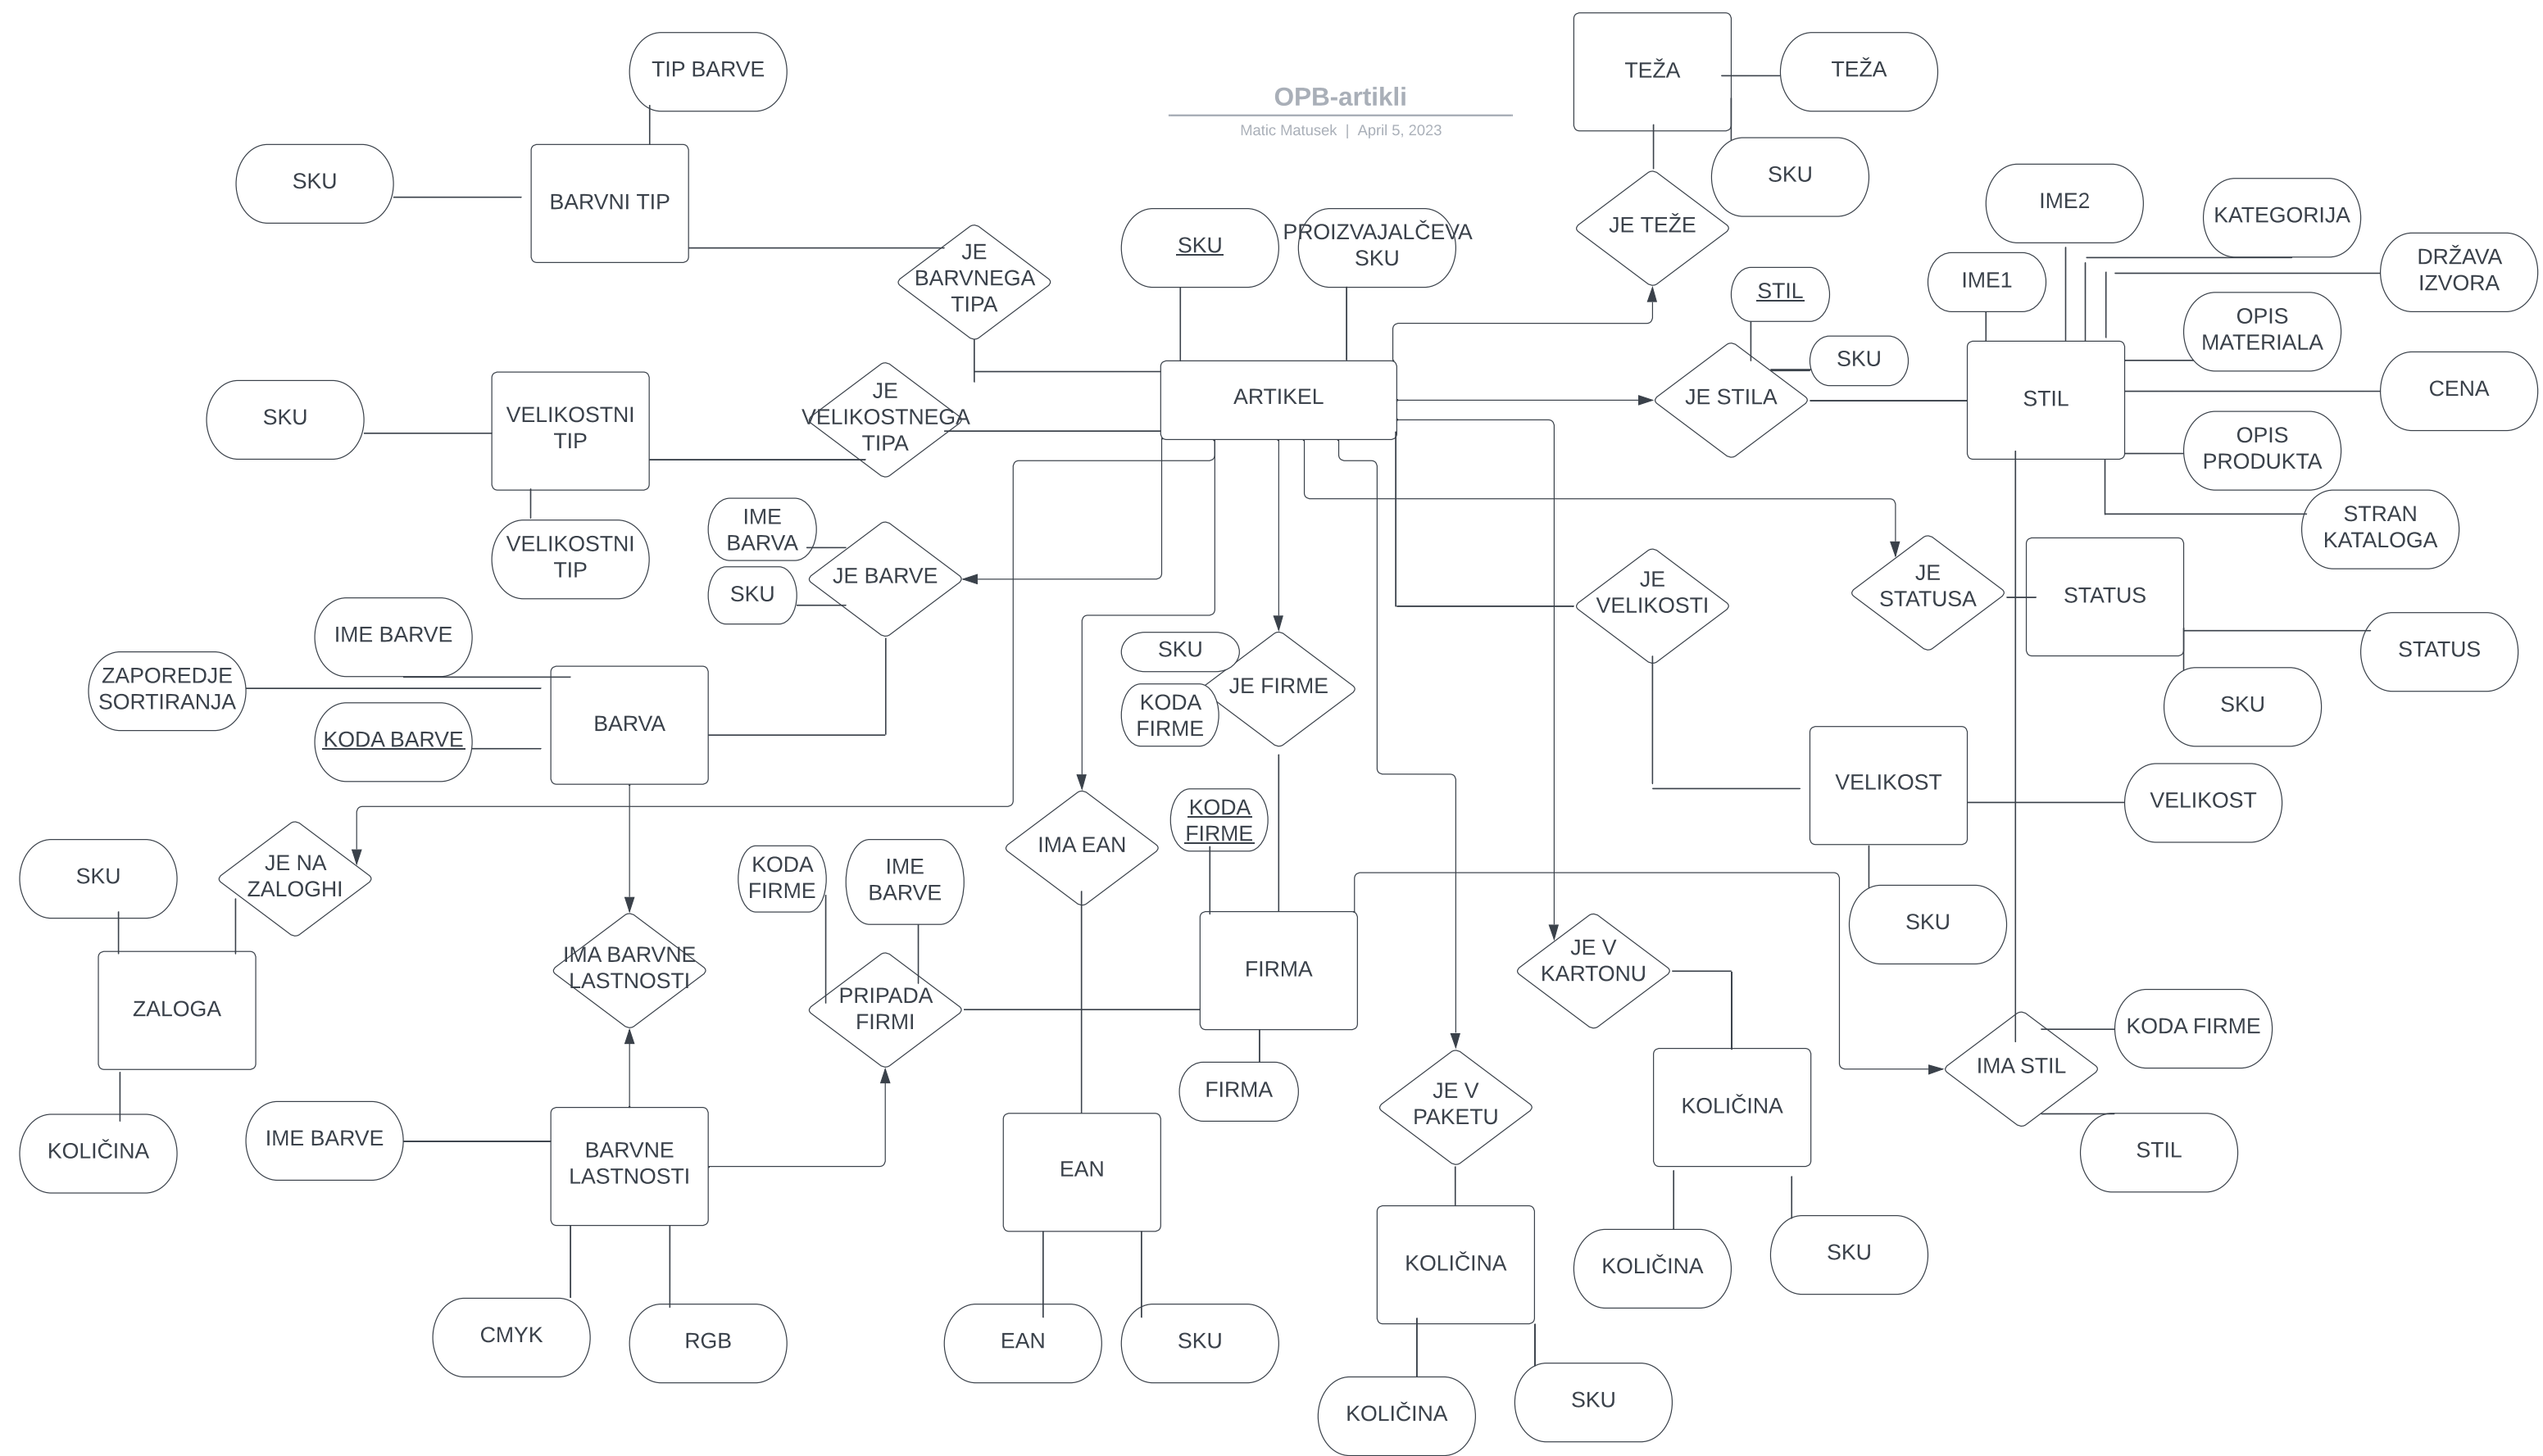 OPB-artikli
Matic Matusek | April 5, 2023
TIP BARVE
SKU
BARVNI TIP
JE
BARVNEGA
TIPA
SKU
PROIZVAJALČEVA
SKU
TEŽA
TEŽA
SKU
JE TEŽE
IME2
KATEGORIJA
DRŽAVA
IZVORA
IME1
STIL
SKU
OPIS
MATERIALA
ARTIKEL
JE STILA
STIL
CENA
OPIS
PRODUKTA
STRAN
KATALOGA
SKU
VELIKOSTNI
TIP
JE
VELIKOSTNEGA
TIPA
VELIKOSTNI
TIP
IME
BARVA
SKU
JE BARVE
JE
VELIKOSTI
JE
STATUSA
STATUS
STATUS
SKU
IME BARVE
ZAPOREDJE
SORTIRANJA
KODA BARVE
BARVA
SKU
KODA
FIRME
JE FIRME
VELIKOST
VELIKOST
SKU
SKU
JE NA
ZALOGHI
KODA
FIRME
IME
BARVE
IMA EAN
KODA
FIRME
IMA BARVNE
LASTNOSTI
PRIPADA
FIRMI
FIRMA
JE V
KARTONU
ZALOGA
KODA FIRME
IMA STIL
STIL
FIRMA
JE V
PAKETU
KOLIČINA
KOLIČINA
IME BARVE
BARVNE
LASTNOSTI
EAN
KOLIČINA
KOLIČINA
SKU
CMYK
RGB
EAN
SKU
KOLIČINA
SKU